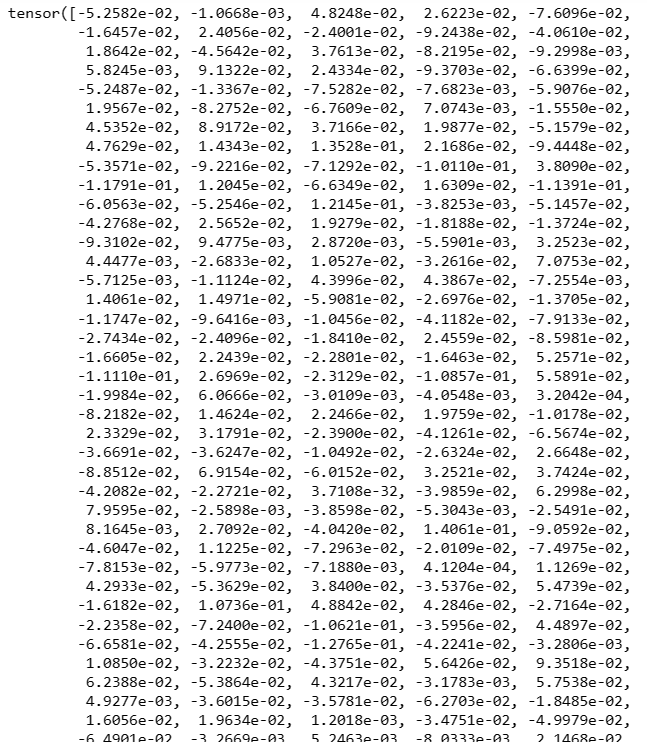 tensor([-5.2582e-02, -1.0668e-03,  4.8248e-02,  2.6223e-02, -7.6096e-02,
        -1.6457e-02,  2.4056e-02, -2.4001e-02, -9.2438e-02, -4.0610e-02,
         1.8642e-02, -4.5642e-02,  3.7613e-02, -8.2195e-02, -9.2998e-03,
         5.8245e-03,  9.1322e-02,  2.4334e-02, -9.3703e-02, -6.6399e-02,
        -5.2487e-02, -1.3367e-02, -7.5282e-02, -7.6823e-02, -5.9076e-02,
         1.9567e-02, -8.2752e-02, -6.7609e-02,  7.0743e-03, -1.5550e-02,
         4.5352e-02,  8.9172e-02,  3.7166e-02,  1.9877e-02, -5.1579e-02,
         4.7629e-02,  1.4343e-02,  1.3528e-01,  2.1686e-02, -9.4448e-02,
        -5.3571e-02, -9.2216e-02, -7.1292e-02, -1.0110e-01,  3.8090e-02,
        -1.1791e-01,  1.2045e-02, -6.6349e-02,  1.6309e-02, -1.1391e-01,
        -6.0563e-02, -5.2546e-02,  1.2145e-01, -3.8253e-03, -5.1457e-02,
        -4.2768e-02,  2.5652e-02,  1.9279e-02, -1.8188e-02, -1.3724e-02,
        -9.3102e-02,  9.4775e-03,  2.8720e-03, -5.5901e-03,  3.2523e-02,
         4.4477e-03, -2.6833e-02,  1.0527e-02, -3.2616e-02,  7.0753e-02,
        -5.7125e-03, -1.1124e-02,  4.3996e-02,  4.3867e-02, -7.2554e-03,
         1.4061e-02,  1.4971e-02, -5.9081e-02, -2.6976e-02, -1.3705e-02,
        -1.1747e-02, -9.6416e-03, -1.0456e-02, -4.1182e-02, -7.9133e-02,
        -2.7434e-02, -2.4096e-02, -1.8410e-02,  2.4559e-02, -8.5981e-02,
        -1.6605e-02,  2.2439e-02, -2.2801e-02, -1.6463e-02,  5.2571e-02,
        -1.1110e-01,  2.6969e-02, -2.3129e-02, -1.0857e-01,  5.5891e-02,
        -1.9984e-02,  6.0666e-02, -3.0109e-03, -4.0548e-03,  3.2042e-04,
        -8.2182e-02,  1.4624e-02,  2.2466e-02,  1.9759e-02, -1.0178e-02,
         2.3329e-02,  3.1791e-02, -2.3900e-02, -4.1261e-02, -6.5674e-02,
        -3.6691e-02, -3.6247e-02, -1.0492e-02, -2.6324e-02,  2.6648e-02,
        -8.8512e-02,  6.9154e-02, -6.0152e-02,  3.2521e-02,  3.7424e-02,
        -4.2082e-02, -2.2721e-02,  3.7108e-32, -3.9859e-02,  6.2998e-02,
         7.9595e-02, -2.5898e-03, -3.8598e-02, -5.3043e-03, -2.5491e-02,
         8.1645e-03,  2.7092e-02, -4.0420e-02,  1.4061e-01, -9.0592e-02,
        -4.6047e-02,  1.1225e-02, -7.2963e-02, -2.0109e-02, -7.4975e-02,
        -7.8153e-02, -5.9773e-02, -7.1880e-03,  4.1204e-04,  1.1269e-02,
         4.2933e-02, -5.3629e-02,  3.8400e-02, -3.5376e-02,  5.4739e-02,
        -1.6182e-02,  1.0736e-01,  4.8842e-02,  4.2846e-02, -2.7164e-02,
        -2.2358e-02, -7.2400e-02, -1.0621e-01, -3.5956e-02,  4.4897e-02,
        -6.6581e-02, -4.2555e-02, -1.2765e-01, -4.2241e-02, -3.2806e-03,
         1.0850e-02, -3.2232e-02, -4.3751e-02,  5.6426e-02,  9.3518e-02,
         6.2388e-02, -5.3864e-02,  4.3217e-02, -3.1783e-03,  5.7538e-02,
         4.9277e-03, -3.6015e-02, -3.5781e-02, -6.2703e-02, -1.8485e-02,
         1.6056e-02,  1.9634e-02,  1.2018e-03, -3.4751e-02, -4.9979e-02,
        -6.4901e-02, -3.2669e-03,  5.2463e-03, -8.0333e-03,  2.1468e-02,